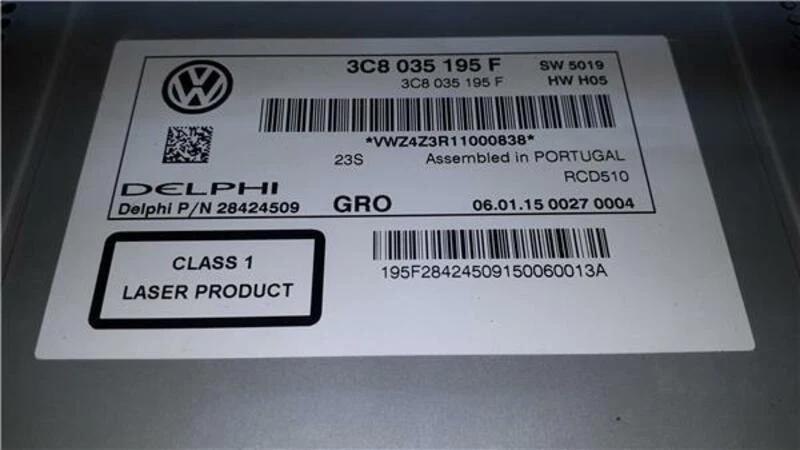 3C8 035 195 F SW 5019
3C8 035 195 F HW H05
*VWZ4Z3R11000838*
23S Assembled in PORTUGAL
RCD510
DELPHI
Delphi P/N 28424509 GRO 06.01.15 0027 0004
CLASS 1
LASER PRODUCT
195F28424509150060013A